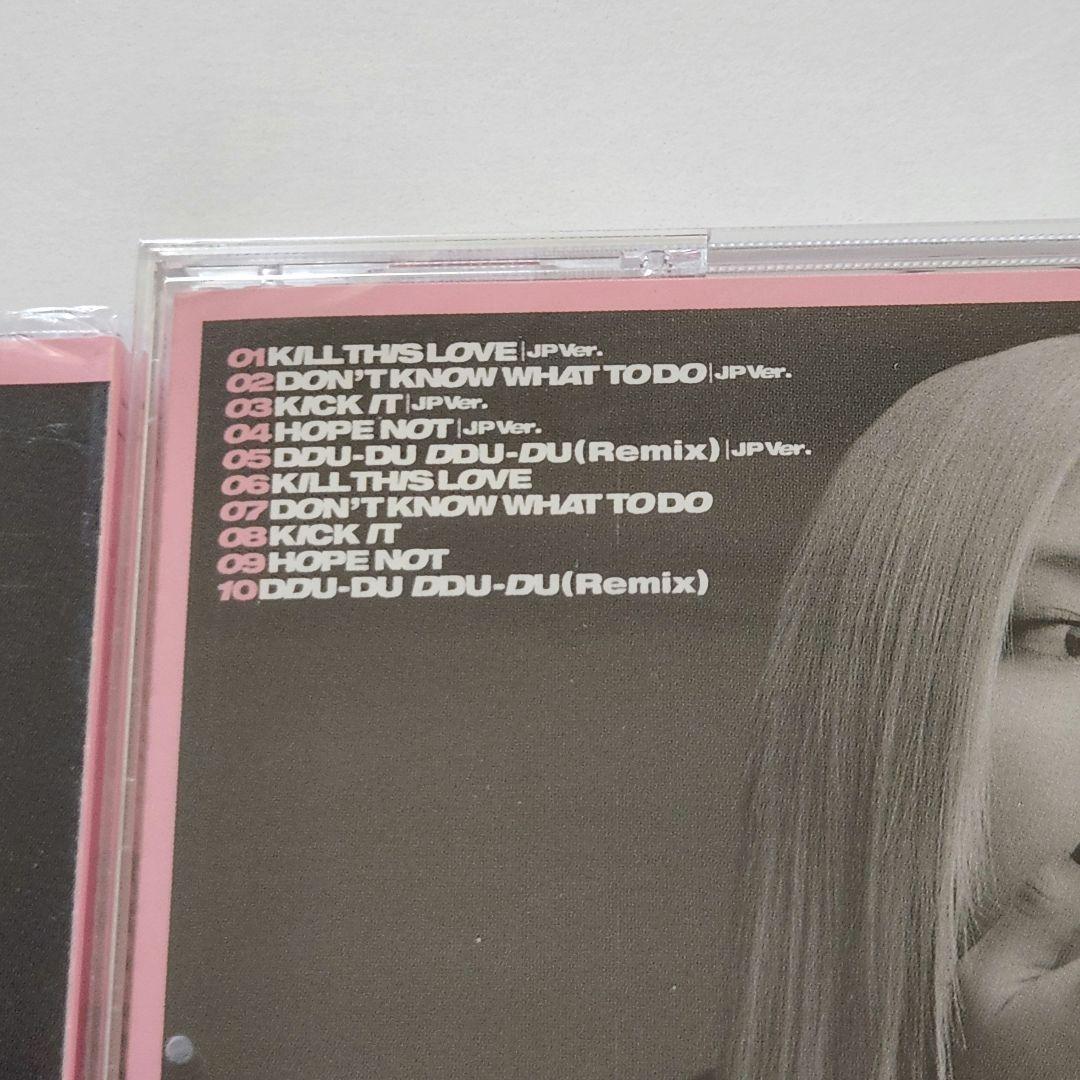 01 KILL THIS LOVE|JP Ver.
02 DON'T KNOW WHAT TO DO|JP Ver.
03 KICK IT|JP Ver.
04 HOPE NOT|JP Ver.
05 DDU-DU DDU-DU(Remix)|JP Ver.
06 KILL THIS LOVE
07 DON'T KNOW WHAT TO DO
08 KICK IT
09 HOPE NOT
10 DDU-DU DDU-DU(Remix)